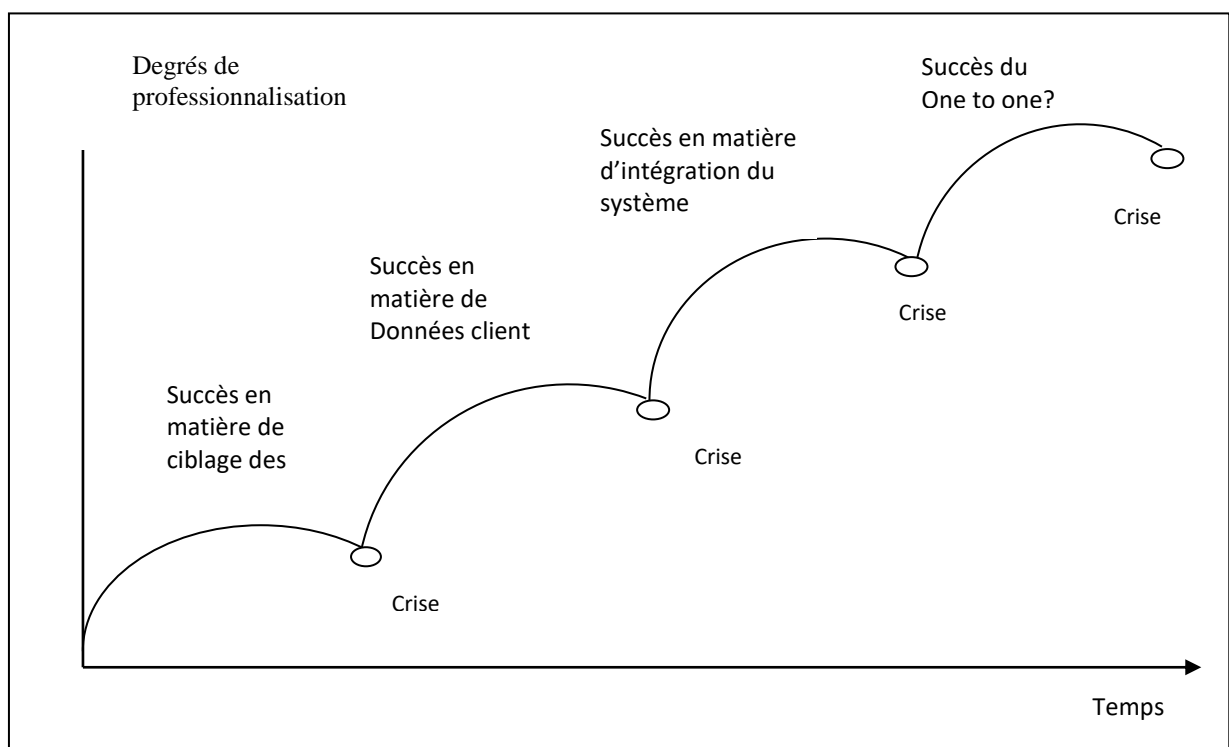 Degrés de
professionnalisation
Succès du
One to one?
Succès en matière
d'intégration du
système
Crise
Succès en
matière de
Données client
Crise
Succès en
matière de
ciblage des
Crise
Crise
Temps